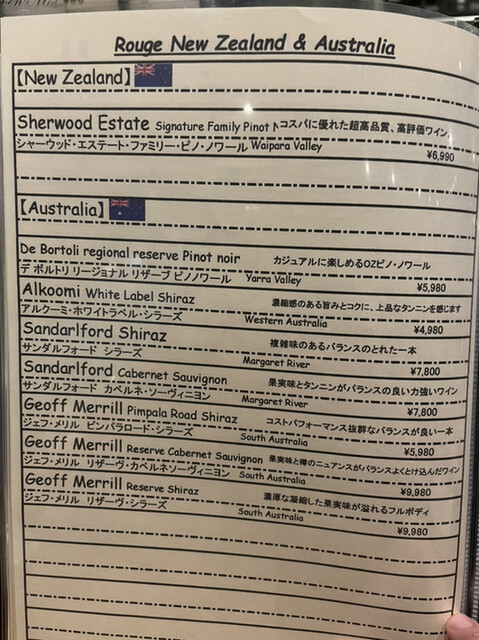 Rouge New Zealand & Australia
【New Zealand】
Sherwood Estate Signature Family Pinot N コスパに優れた超高品質、高評価ワイン
シャーウッド・エステート・ファミリー・ピノ・ノワール Waipara Valley
¥6,990
【Australia】
De Bortoli regional reserve Pinot noir カジュアルに楽しめるOZピノ・ノワール
デ ボルトリ リージョナル リザーブ ピノノワール Yarra Valley
¥5,980
Alkoomi White Label Shiraz 濃縮感のある旨みとコクに、上品なタンニンを感じます
アルクーミ・ホワイトラベル・シラーズ Western Australia
¥4,980
Sandarlford Shiraz 複雑味のあるバランスのとれた一本
サンダルフォード シラーズ Margaret River
¥7,800
Sandarlford Cabernet Sauvignon 果実味とタンニンがバランスの良い力強いワイン
サンダルフォード カベルネ・ソーヴィニヨン Margaret River
¥7,800
Geoff Merrill Pimpala Road Shiraz コストパフォーマンス抜群なバランスが良い一本
ジェフ・メリル ピンパラロード・シラーズ South Australia
¥5,980
Geoff Merrill Reserve Cabernet Sauvignon 果実味と樽のニュアンスがバランスよくとけ込んだワイン
ジェフ・メリル リザーヴ・カベルネソーヴィニヨン South Australia
¥9,980
Geoff Merrill Reserve Shiraz 濃厚な凝縮した果実味が溢れるフルボディ
ジェフ・メリル リザーヴ・シラーズ South Australia
¥9,980